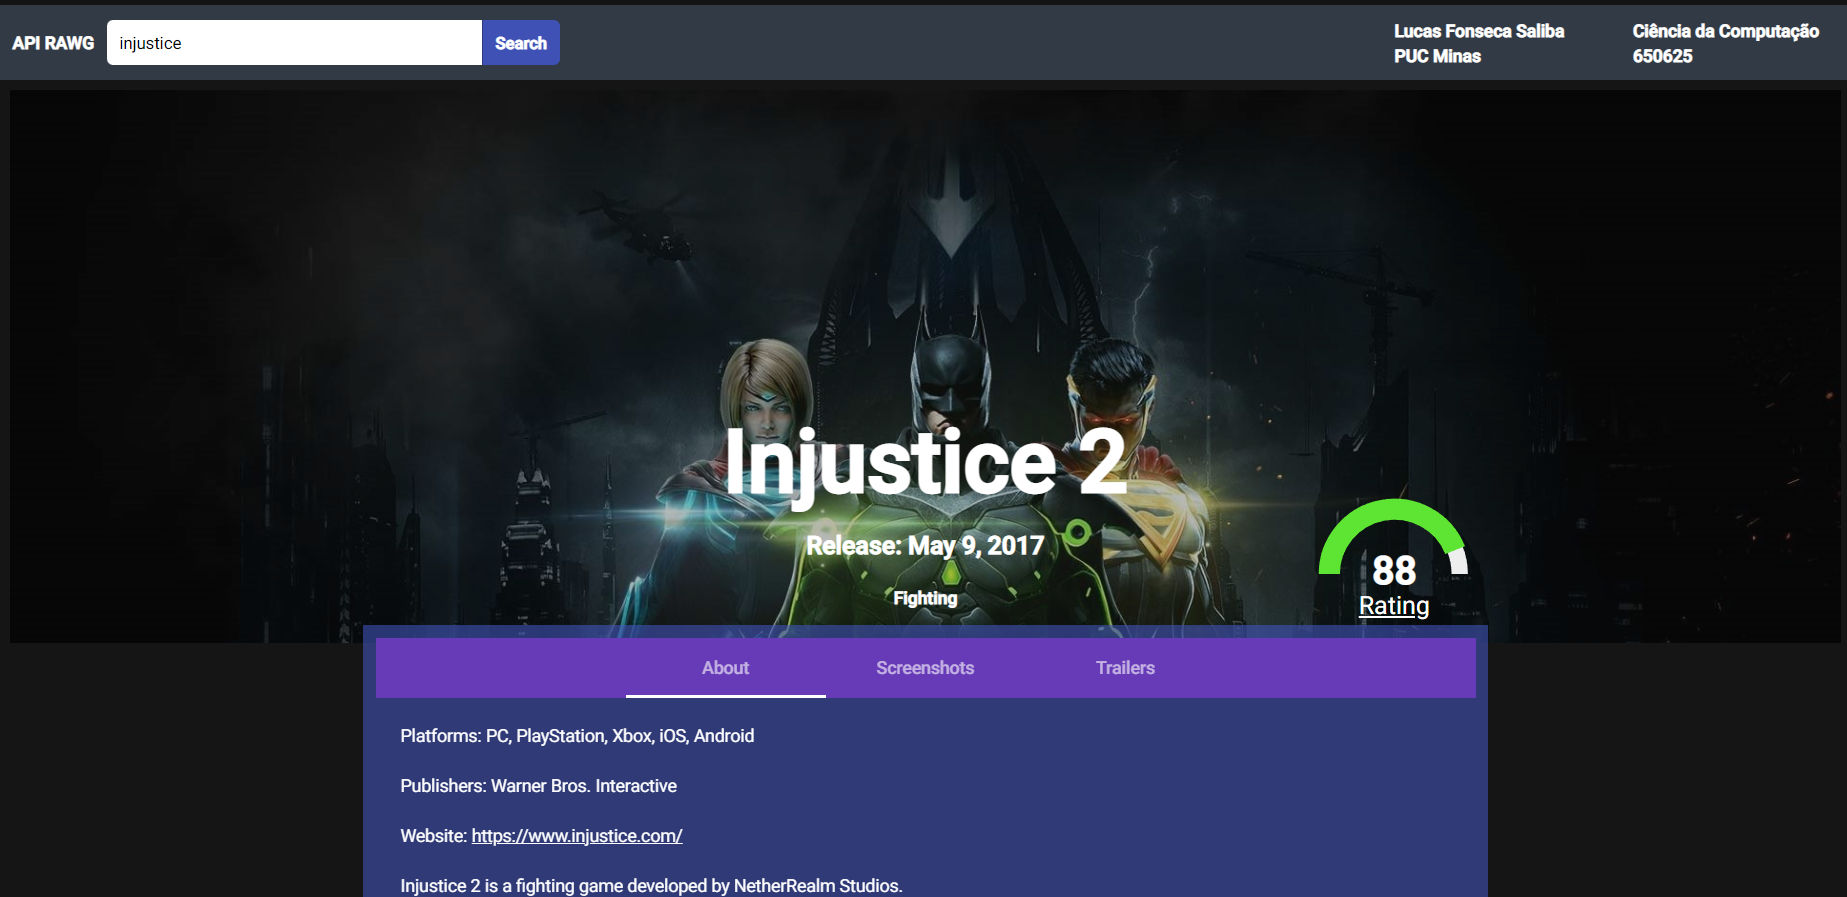 API RAWG
injustice
Search
Lucas Fonseca Saliba
PUC Minas
Ciência da Computação
650625
Injustice 2
Release: May 9, 2017
Fighting
88
Rating
About
Screenshots
Trailers
Platforms: PC, PlayStation, Xbox, iOS, Android
Publishers: Warner Bros. Interactive
Website: https://www.injustice.com/
Injustice 2 is a fighting game developed by NetherRealm Studios.